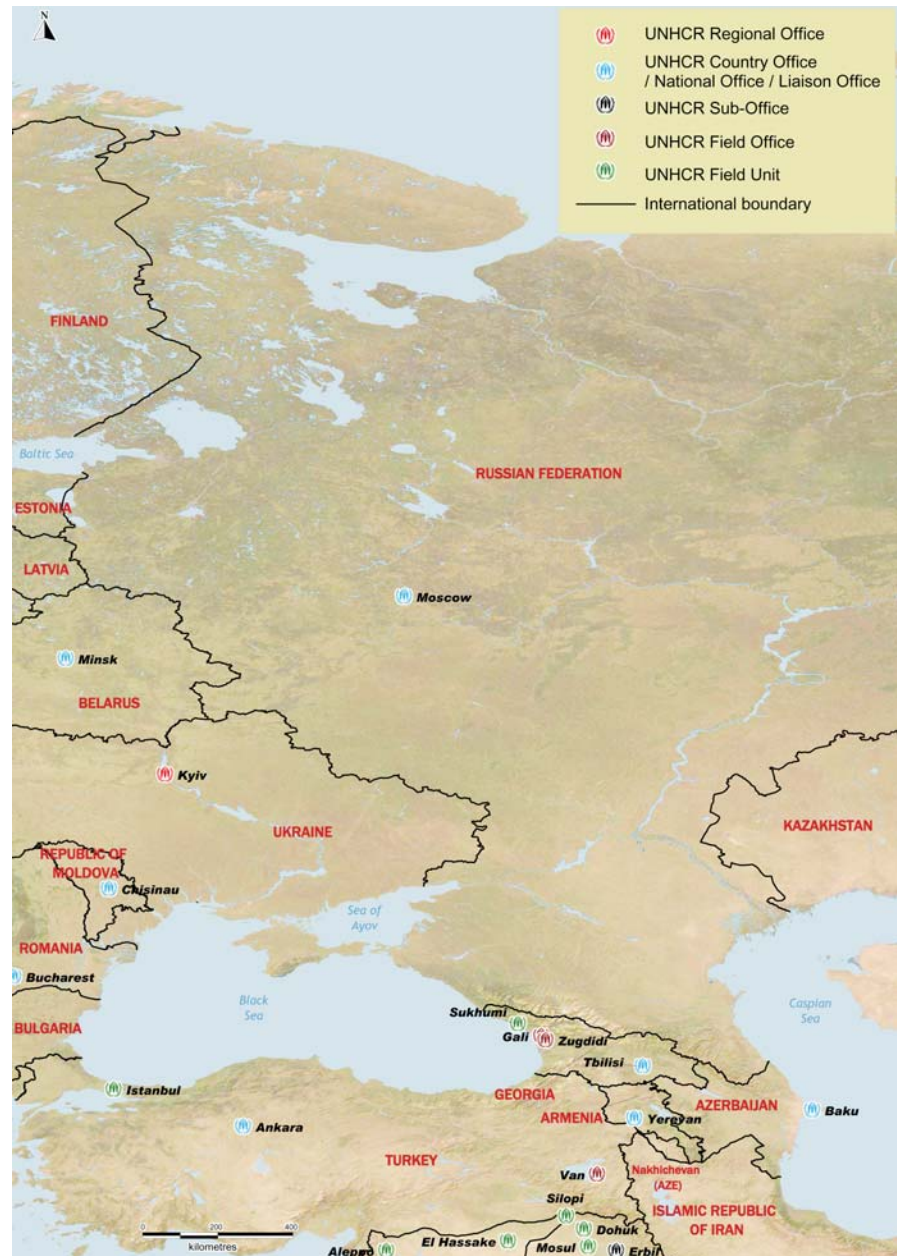 N
UNHCR Regional Office
UNHCR Country Office
/ National Office / Liaison Office
UNHCR Sub-Office
UNHCR Field Office
UNHCR Field Unit
International boundary
FINLAND
Baltic Sea
RUSSIAN FEDERATION
ESTONIA
LATVIA
Moscow
Minsk
BELARUS
Kyiv
UKRAINE
KAZAKHSTAN
REPUBLIC OF
MOLDOVA
Chisinau
Sea of
Ayov
ROMANIA
Bucharest
Black
Sea
Caspian
Sea
BULGARIA
Sukhumi
Gali
Zugdidi
Tbilisi
Istanbul
GEORGIA
AZERBAIJAN
ARMENIA
Yereyan
Baku
Ankara
TURKEY
Van
Nakhichevan
(AZE)
Silopi
ISLAMIC REPUBLIC
OF IRAN
0 200 400
kilometres
Dohuk
El Hassake
Mosul
Erbil
Aleppo